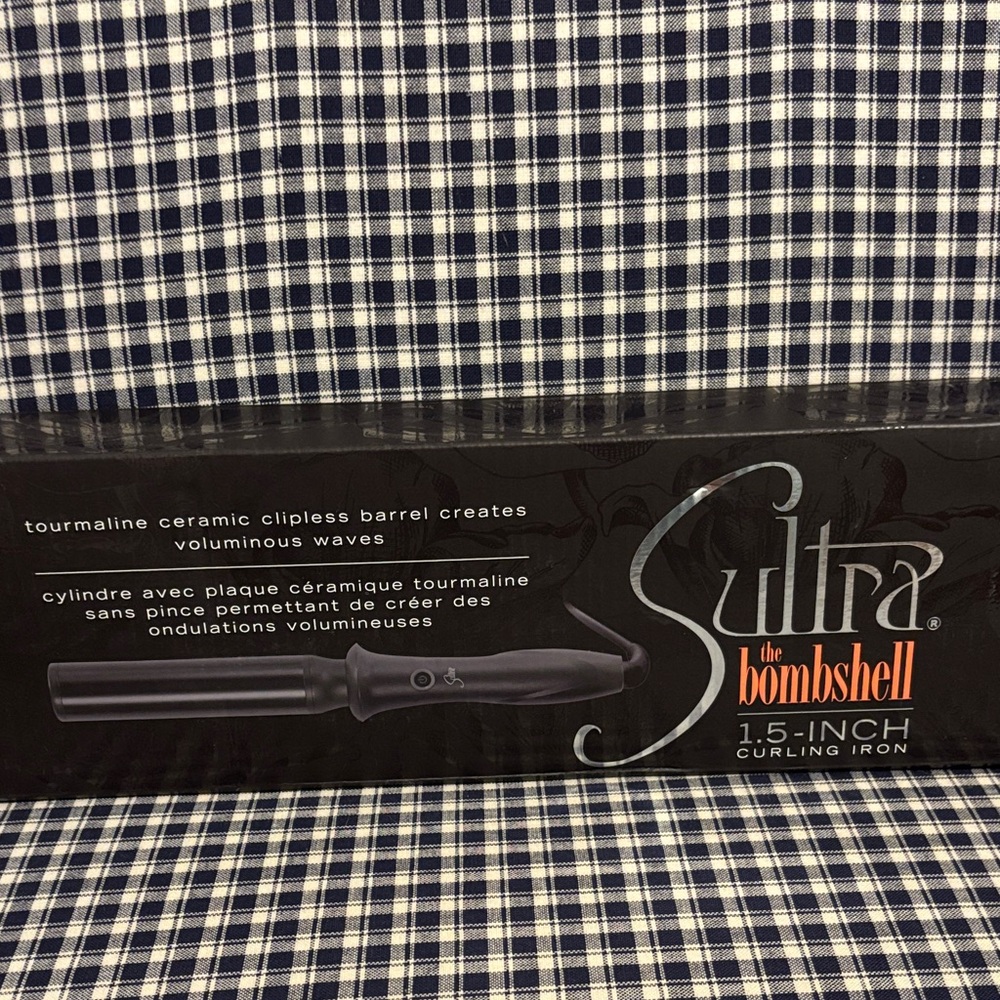 tourmaline ceramic clipless barrel creates
voluminous waves
cylindre avec plaque céramique tourmaline
sans pince permettant de créer des
ondulations volumineuses
Sultra
Sultra®
the
bombshell
1.5-INCH
CURLING IRON